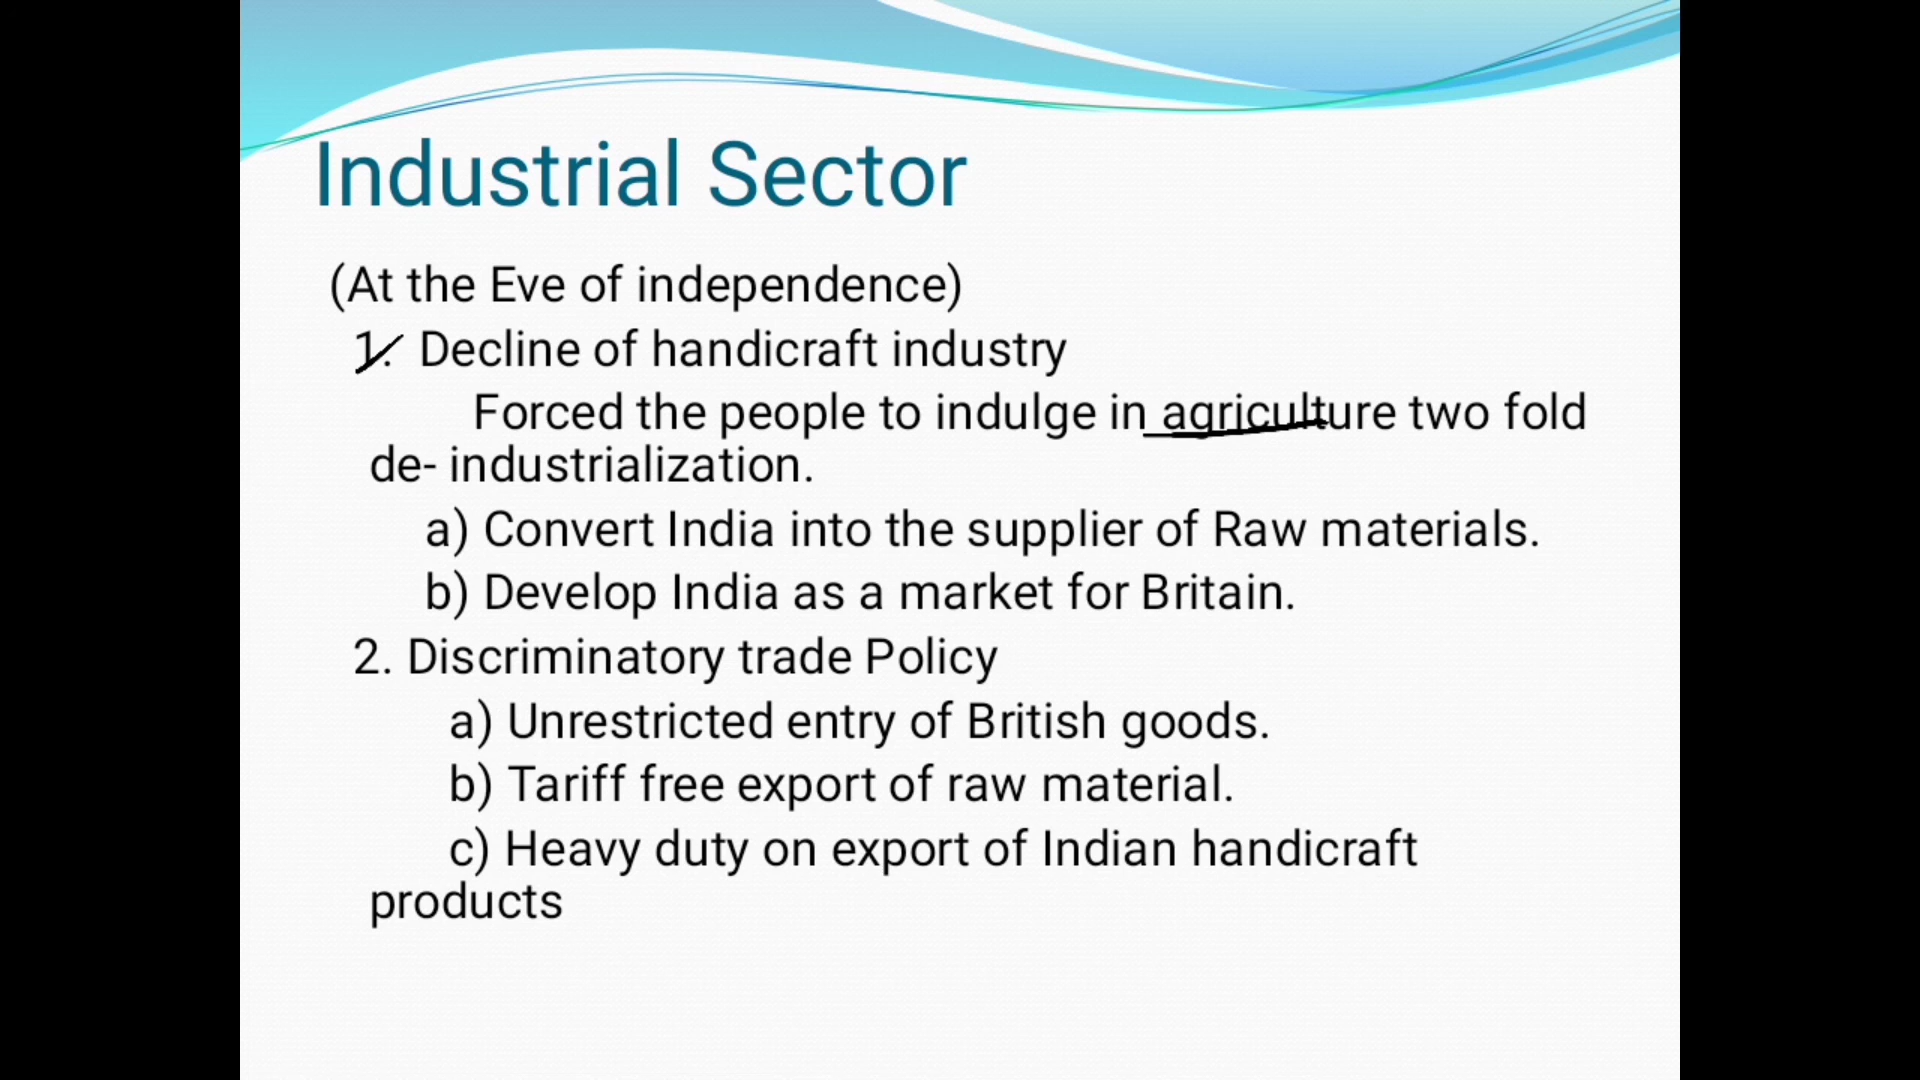 Industrial Sector
(At the Eve of independence)
1. Decline of handicraft industry
Forced the people to indulge in agriculture two fold
de- industrialization.
a) Convert India into the supplier of Raw materials.
b) Develop India as a market for Britain.
2. Discriminatory trade Policy
a) Unrestricted entry of British goods.
b) Tariff free export of raw material.
c) Heavy duty on export of Indian handicraft
products